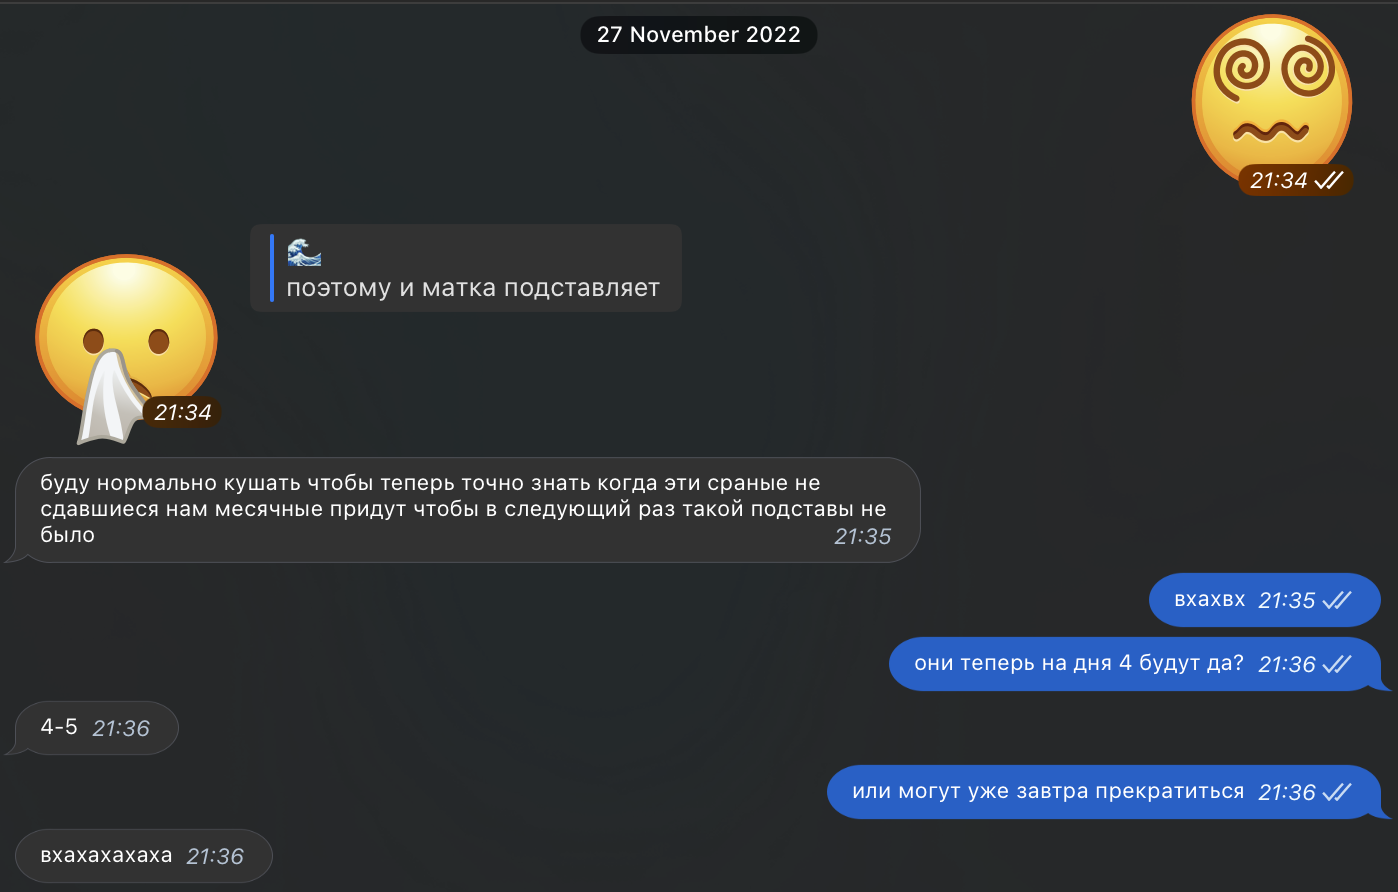 27 November 2022
21:34
поэтому и матка подставляет
21:34
буду нормально кушать чтобы теперь точно знать когда эти сраные не
сдавшиеся нам месячные придут чтобы в следующий раз такой подставы не
было 21:35
вхахвх 21:35
они теперь на дня 4 будут да? 21:36
4-5 21:36
или могут уже завтра прекратиться 21:36
вхахахахаха 21:36